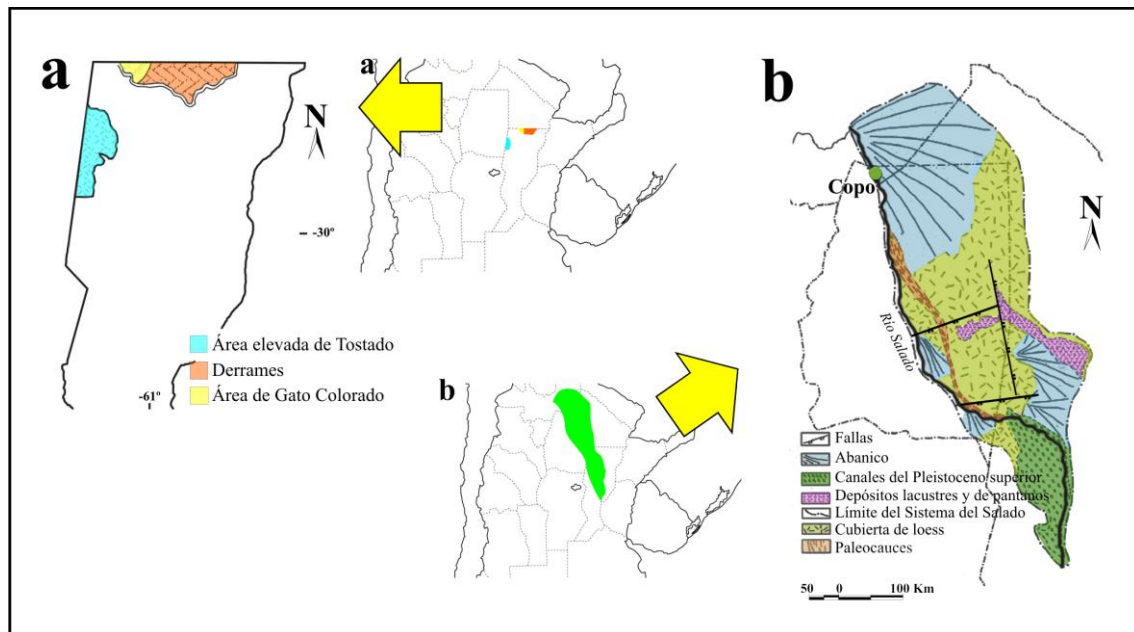 a
N
-30º
Área elevada de Tostado
Derrames
Área de Gato Colorado
-61º
a
b
b
Copo
N
Río Salado
Fallas
Abanico
Canales del Pleistoceno superior
Depósitos lacustres y de pantanos
Límite del Sistema del Salado
Cubierta de loess
Paleocauces
50 0 100 Km